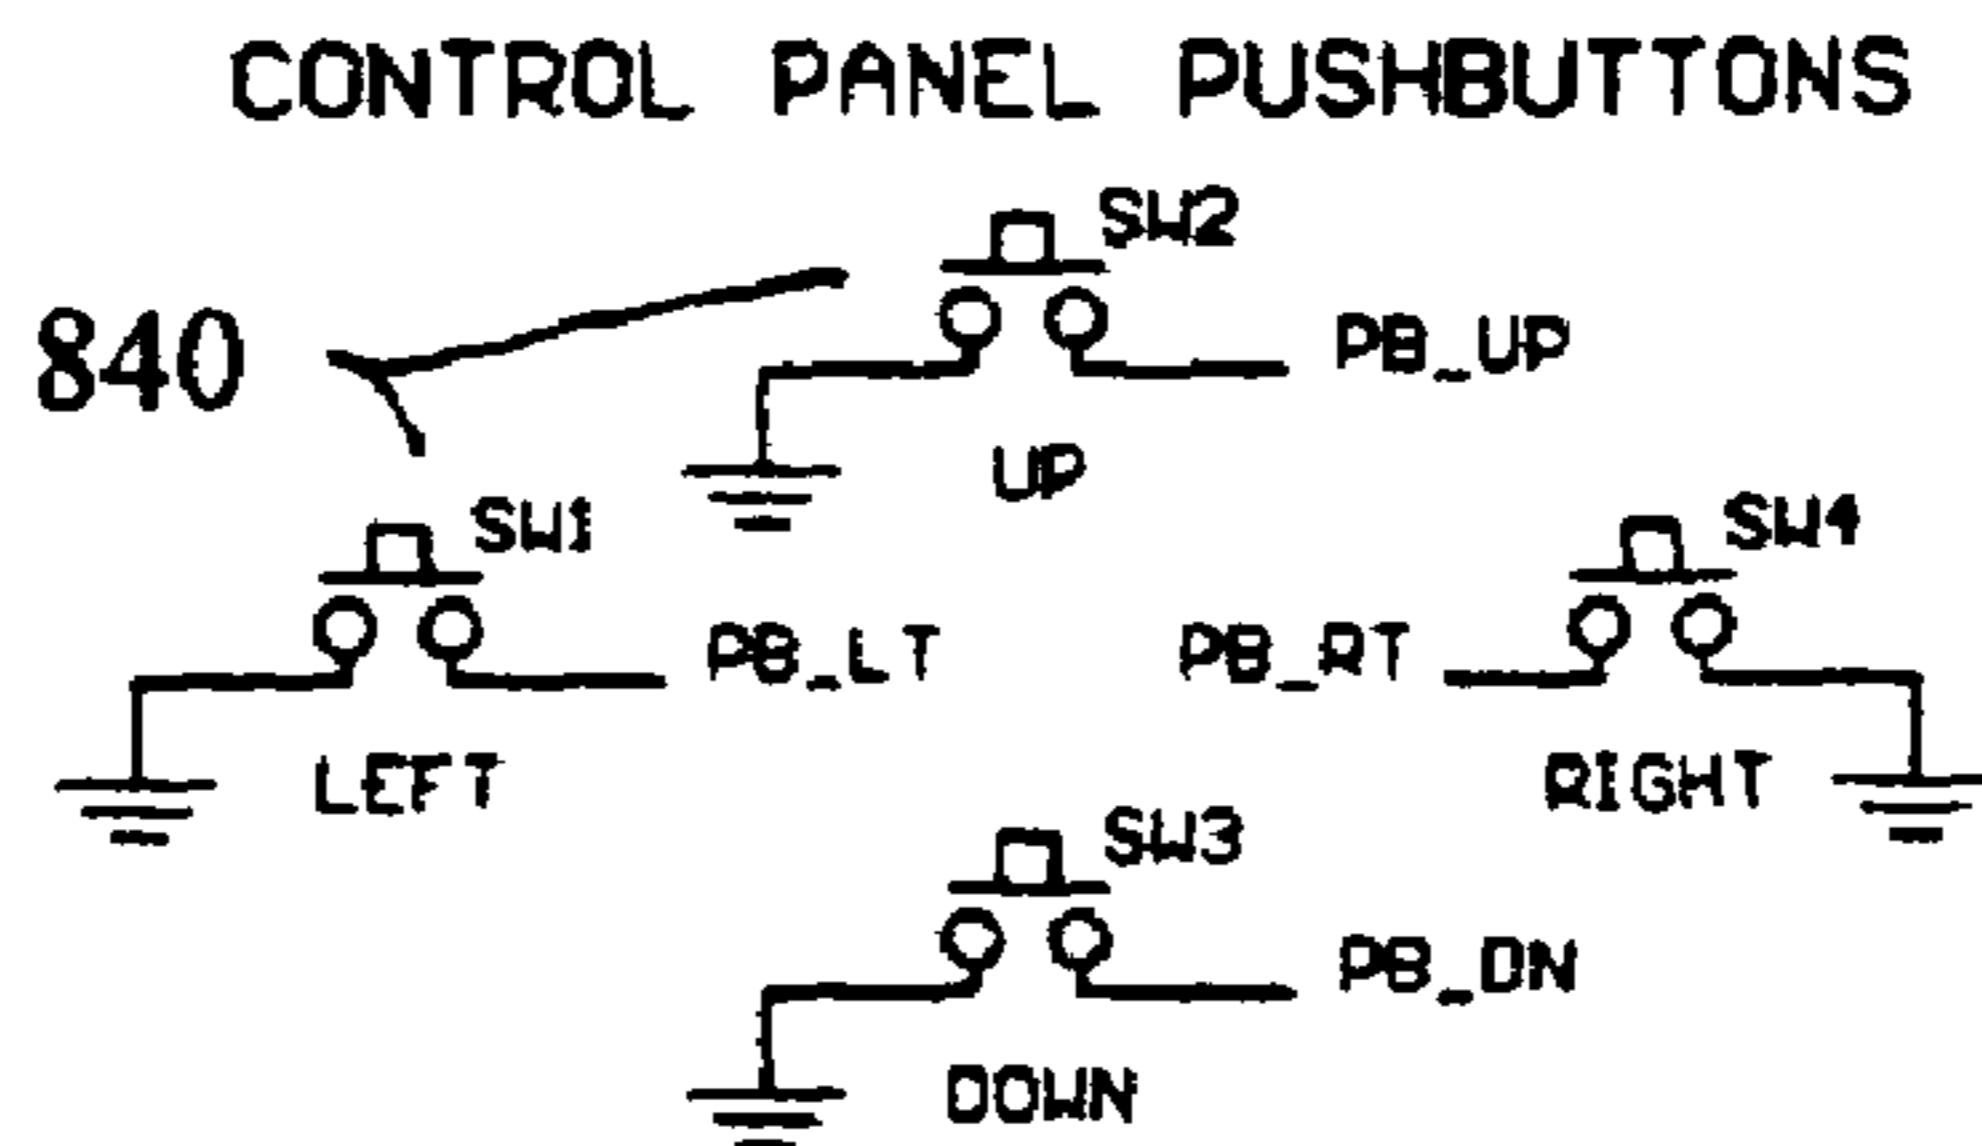 CONTROL PANEL PUSHBUTTONS
SW2
840
PB_UP
UP
SW1
SW4
PB_LT
PB_RT
LEFT
RIGHT
SW3
PB_DN
DOWN